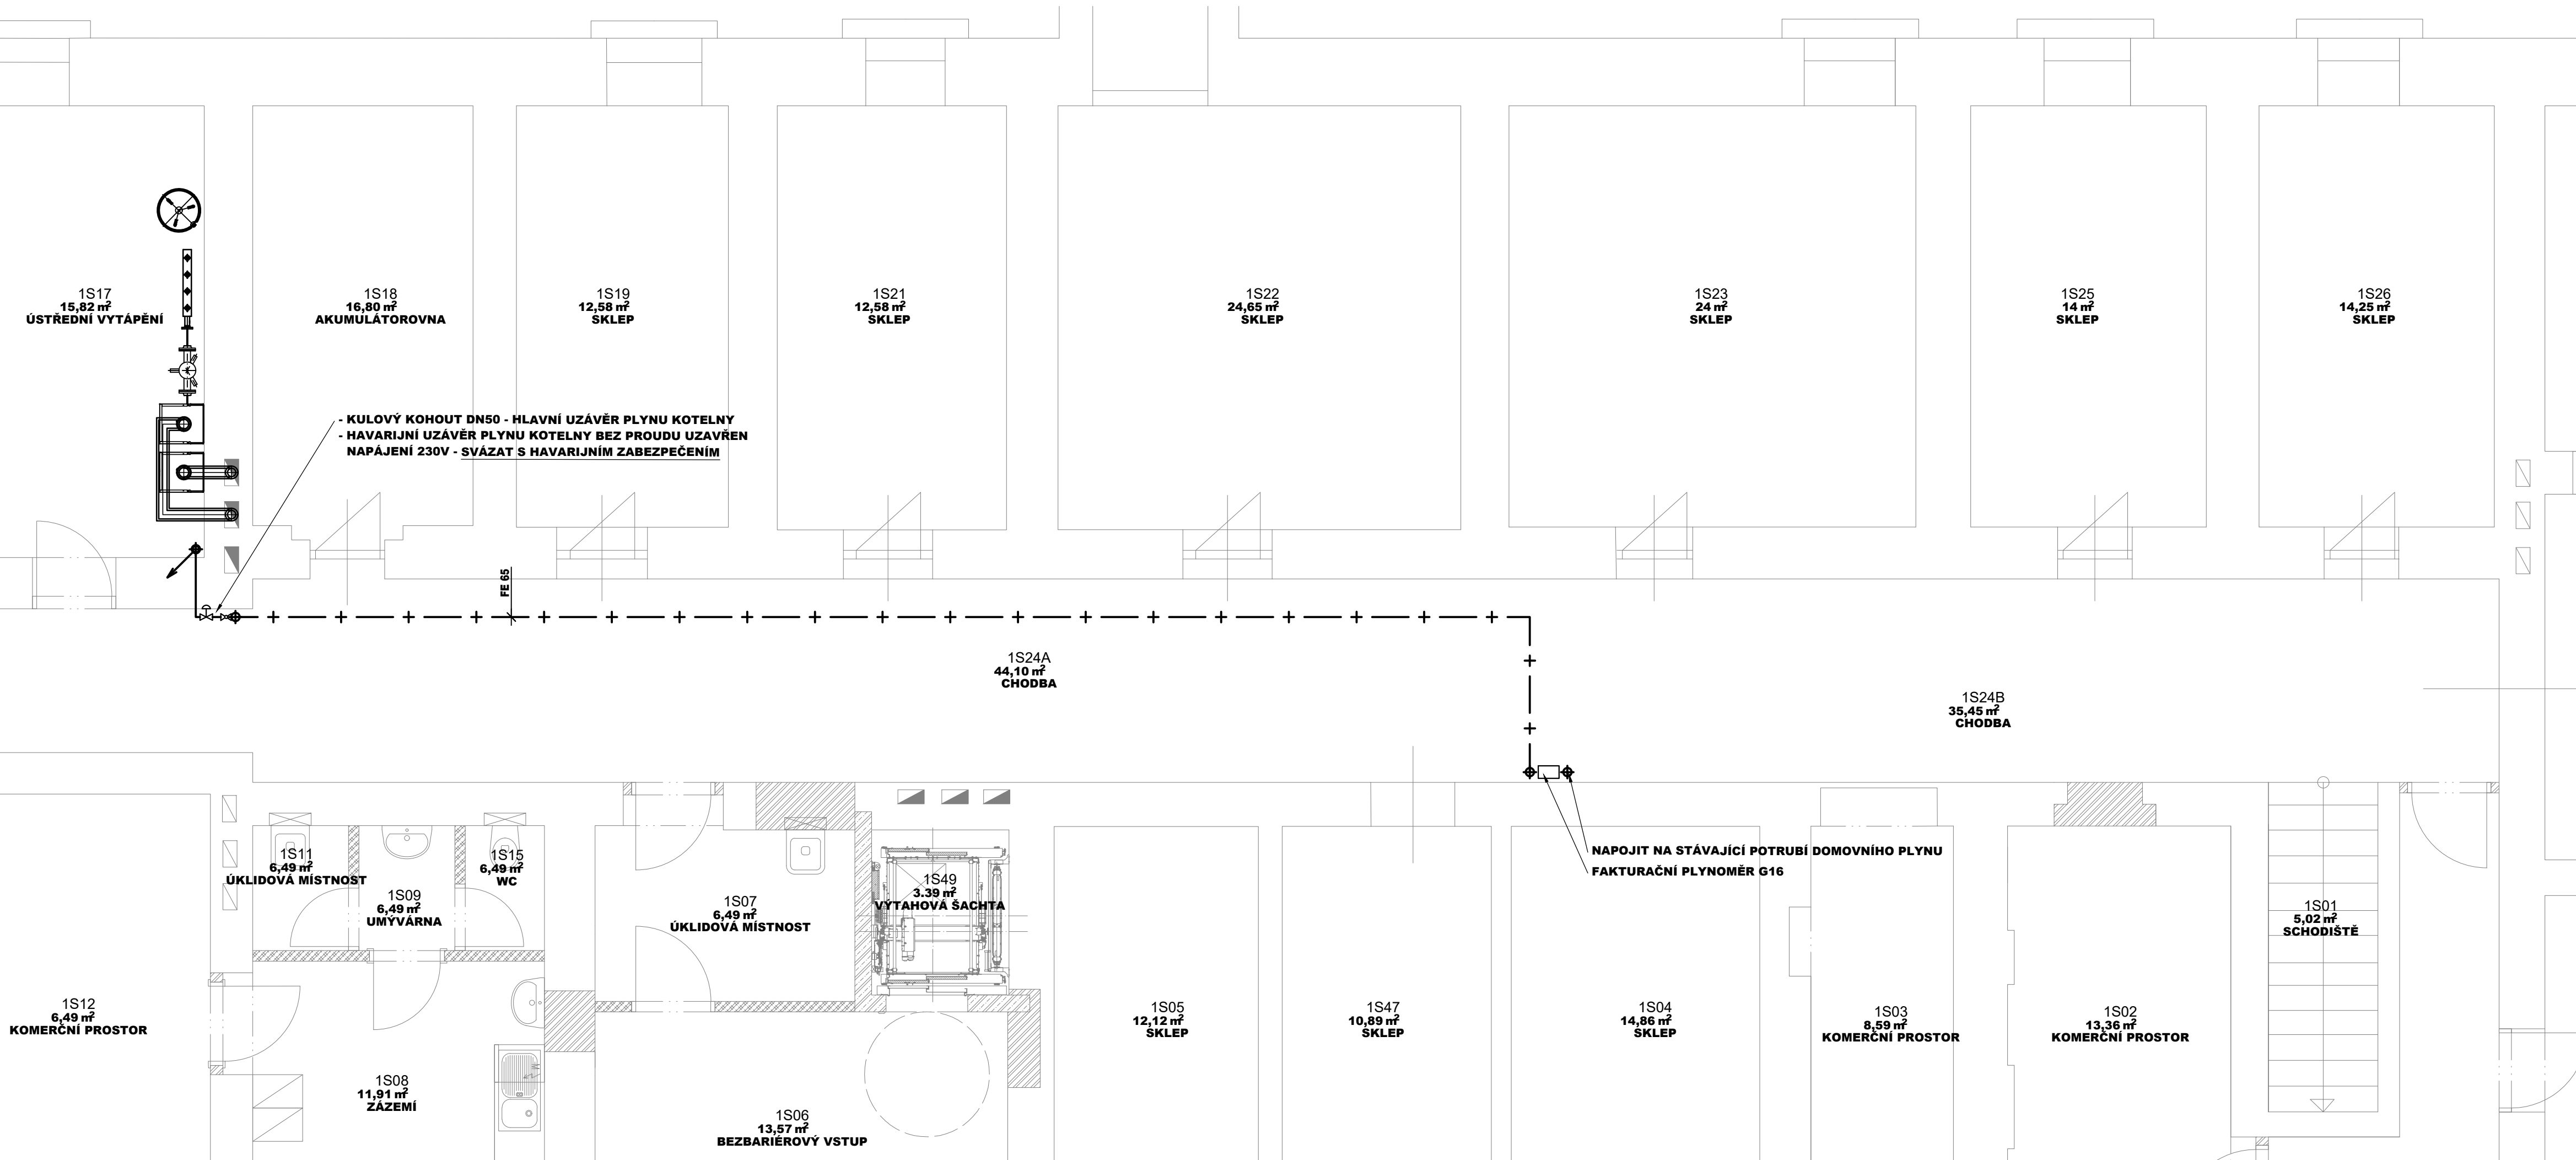 1S17
15,82 m²
ÚSTŘEDNÍ VYTÁPĚNÍ
1S18
16,80 m²
AKUMULÁTOROVNA
1S19
12,58 m²
SKLEP
1S21
12,58 m²
SKLEP
1S22
24,65 m²
SKLEP
1S23
24 m²
SKLEP
1S25
14 m²
SKLEP
1S26
14,25 m²
SKLEP
- KULOVÝ KOHOUT DN50 - HLAVNÍ UZÁVĚR PLYNU KOTELNY
- HAVARIJNÍ UZÁVĚR PLYNU KOTELNY BEZ PROUDU UZAVŘEN
NAPÁJENÍ 230V - SVÁZAT S HAVARIJNÍM ZABEZPEČENÍM
FE 65
1S24A
44,10 m²
CHODBA
1S24B
35,45 m²
CHODBA
NAPOJIT NA STÁVAJÍCÍ POTRUBÍ DOMOVNÍHO PLYNU
FAKTURAČNÍ PLYNOMĚR G16
1S11
6,49 m²
ÚKLIDOVÁ MÍSTNOST
1S09
6,49 m²
UMÝVÁRNA
1S15
6,49 m²
WC
1S07
6,49 m²
ÚKLIDOVÁ MÍSTNOST
1S49
3.39 m²
VÝTAHOVÁ ŠACHTA
1S01
5,02 m²
SCHODIŠTĚ
1S12
6,49 m²
KOMERČNÍ PROSTOR
1S05
12,12 m²
SKLEP
1S47
10,89 m²
SKLEP
1S04
14,86 m²
SKLEP
1S03
8,59 m²
KOMERČNÍ PROSTOR
1S02
13,36 m²
KOMERČNÍ PROSTOR
1S08
11,91 m²
ZÁZEMÍ
1S06
13,57 m²
BEZBARIÉROVÝ VSTUP